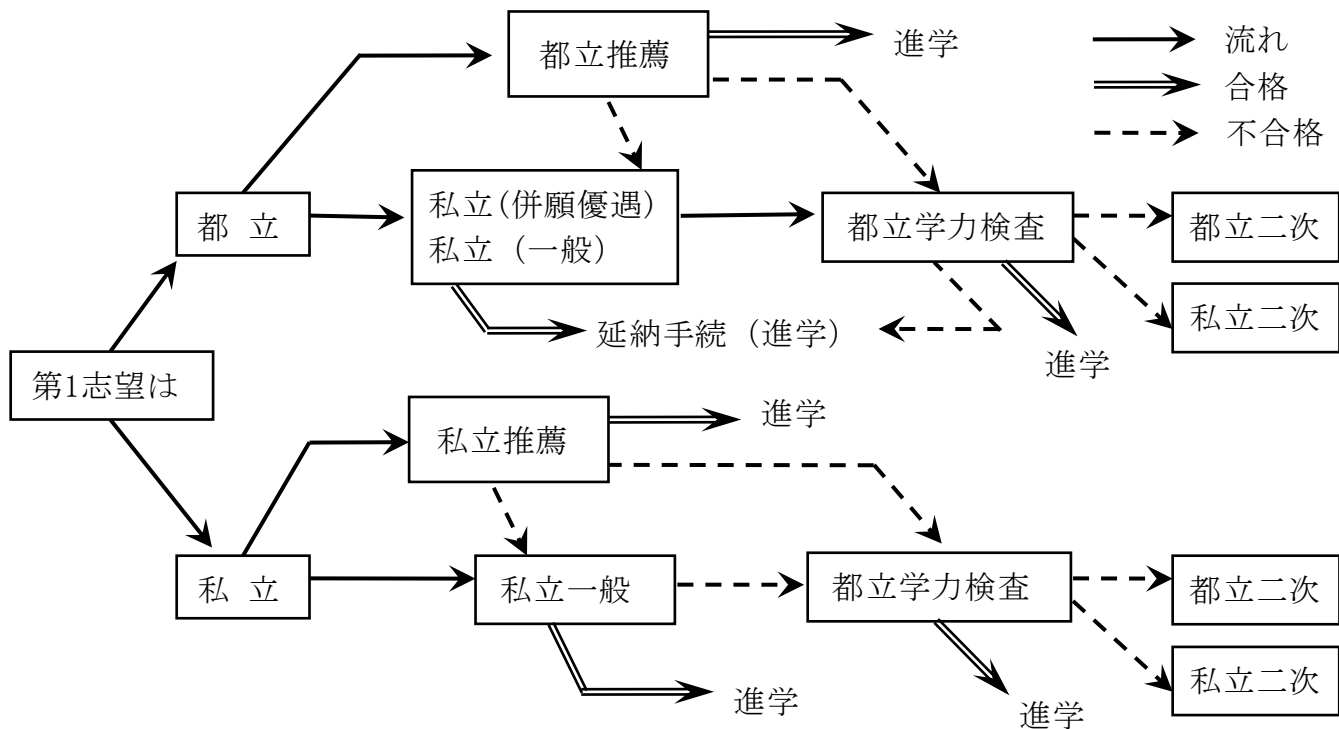 都立推薦
進学
流れ
合格
不合格
都 立
私立(併願優遇)
私立（一般）
都立学力検査
都立二次
私立二次
延納手続（進学）
進学
第1志望は
私立推薦
進学
私 立
私立一般
都立学力検査
都立二次
私立二次
進学
進学